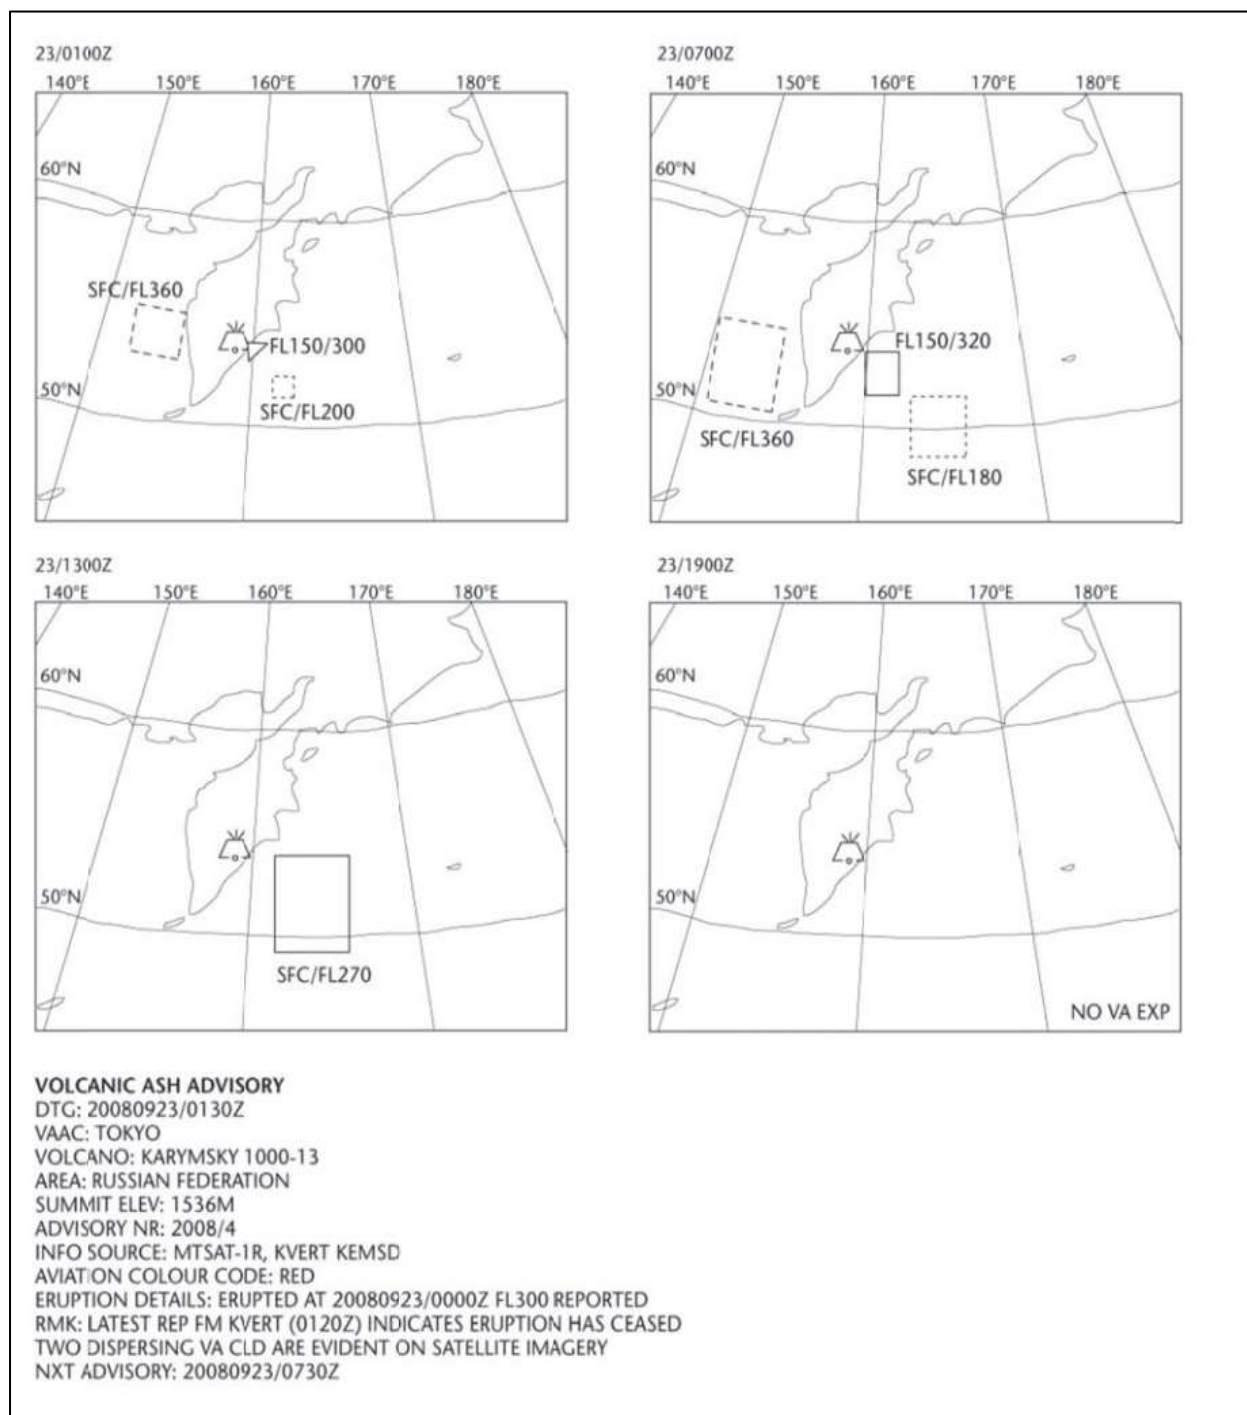 23/0100Z
140°E 150°E 160°E 170°E 180°E
60°N
SFC/FL360
FL150/300
50°N
SFC/FL200
23/0700Z
140°E 150°E 160°E 170°E 180°E
60°N
FL150/320
50°N
SFC/FL360
SFC/FL180
23/1300Z
140°E 150°E 160°E 170°E 180°E
60°N
50°N
SFC/FL270
23/1900Z
140°E 150°E 160°E 170°E 180°E
60°N
50°N
NO VA EXP
VOLCANIC ASH ADVISORY
DTG: 20080923/0130Z
VAAC: TOKYO
VOLCANO: KARYMSKY 1000-13
AREA: RUSSIAN FEDERATION
SUMMIT ELEV: 1536M
ADVISORY NR: 2008/4
INFO SOURCE: MTSAT-1R, KVERT KEMSD
AVIATION COLOUR CODE: RED
ERUPTION DETAILS: ERUPTED AT 20080923/0000Z FL300 REPORTED
RMK: LATEST REP FM KVERT (0120Z) INDICATES ERUPTION HAS CEASED
TWO DISPERSING VA CLD ARE EVIDENT ON SATELLITE IMAGERY
NXT ADVISORY: 20080923/0730Z